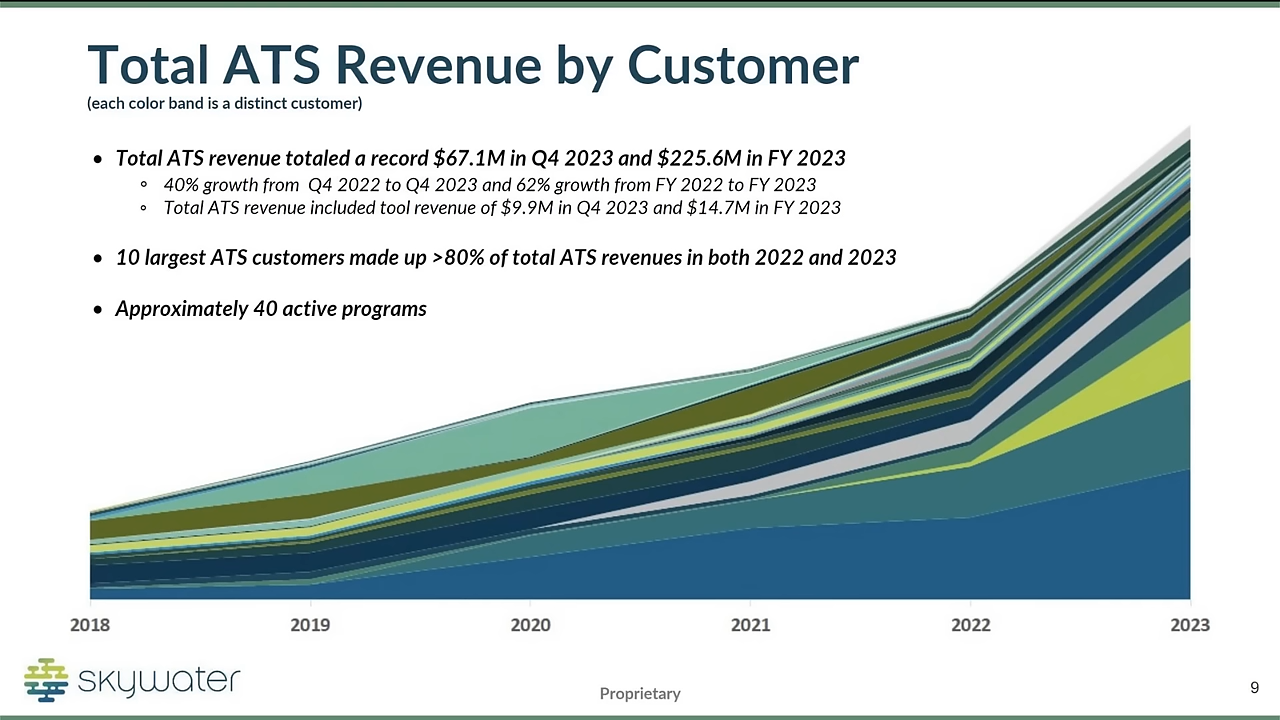 Total ATS Revenue by Customer
(each color band is a distinct customer)
• Total ATS revenue totaled a record $67.1M in Q4 2023 and $225.6M in FY 2023
° 40% growth from Q4 2022 to Q4 2023 and 62% growth from FY 2022 to FY 2023
° Total ATS revenue included tool revenue of $9.9M in Q4 2023 and $14.7M in FY 2023
• 10 largest ATS customers made up >80% of total ATS revenues in both 2022 and 2023
• Approximately 40 active programs
2018 2019 2020 2021 2022 2023
skywater
Proprietary
9